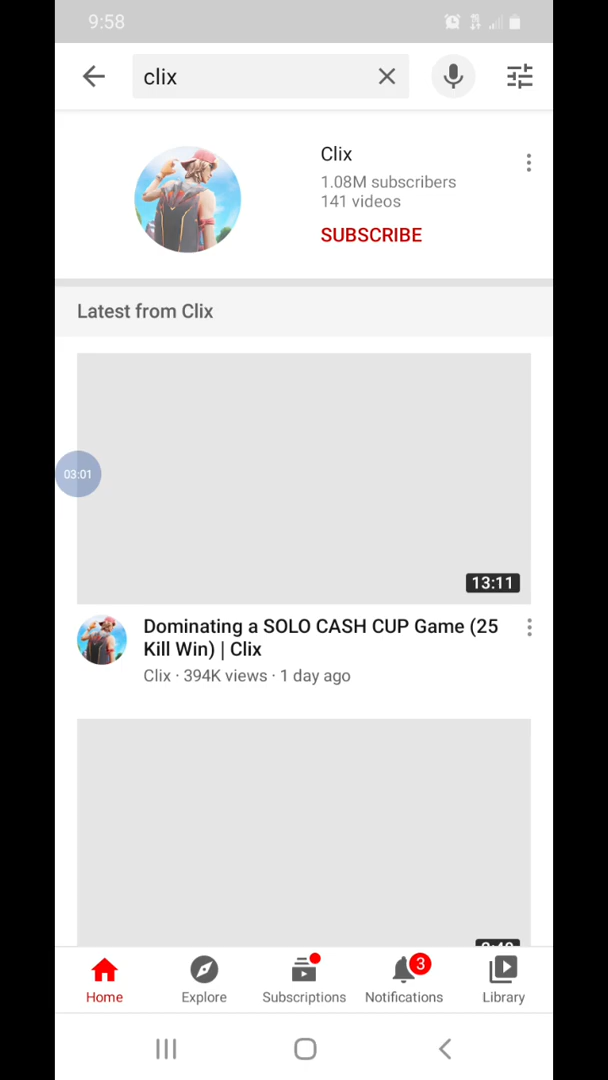 9:58
clix
Clix
1.08M subscribers
141 videos
SUBSCRIBE
Latest from Clix
03:01
13:11
Dominating a SOLO CASH CUP Game (25
Kill Win) | Clix
Clix · 394K views · 1 day ago
3
Home
Explore
Subscriptions
Notifications
Library